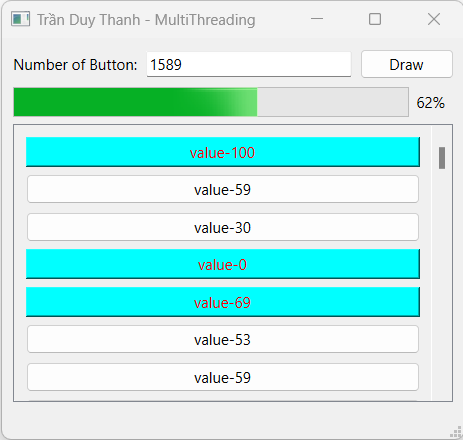 Trần Duy Thanh - MultiThreading
Number of Button: 1589 Draw
62%
value-100
value-59
value-30
value-0
value-69
value-53
value-59